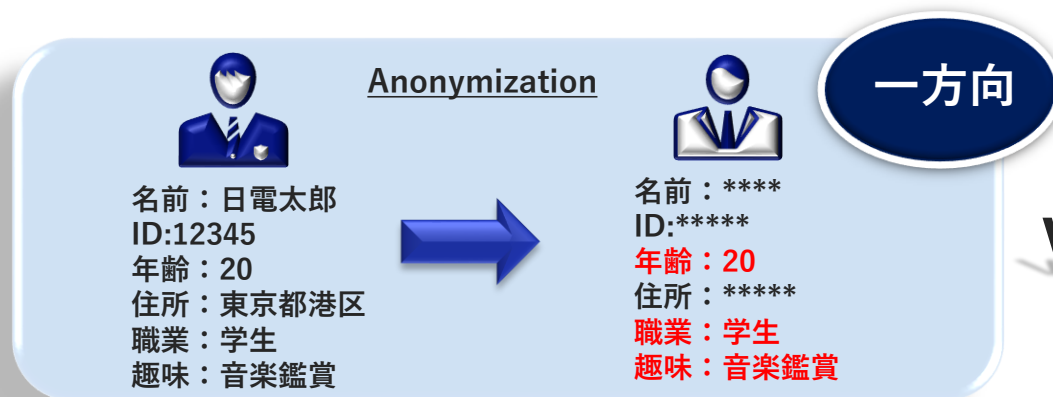 Anonymization
一方向
名前：日電太郎
ID:12345
年齢：20
住所：東京都港区
職業：学生
趣味：音楽鑑賞
名前：****
ID:*****
年齢：20
住所：*****
職業：学生
趣味：音楽鑑賞